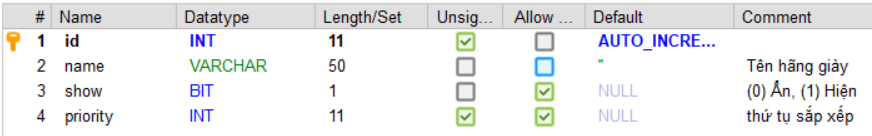 # Name Datatype Length/Set Unsig... Allow ... Default Comment
1 id INT 11 AUTO_INCRE...
2 name VARCHAR 50 '' Tên hãng giày
3 show BIT 1 NULL (0) Ẩn, (1) Hiện
4 priority INT 11 NULL thứ tụ sắp xếp